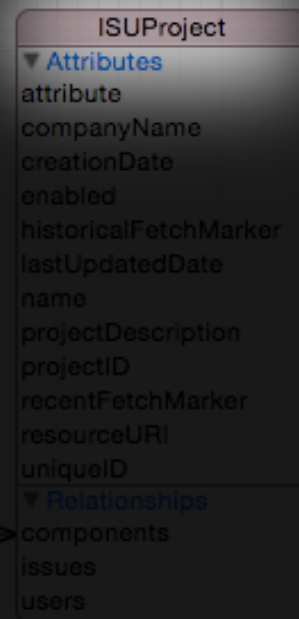 ISUProject
Attributes
attribute
companyName
creationDate
enabled
historicalFetchMarker
lastUpdatedDate
name
projectDescription
projectID
recentFetchMarker
resourceURI
uniqueID
Relationships
components
issues
users